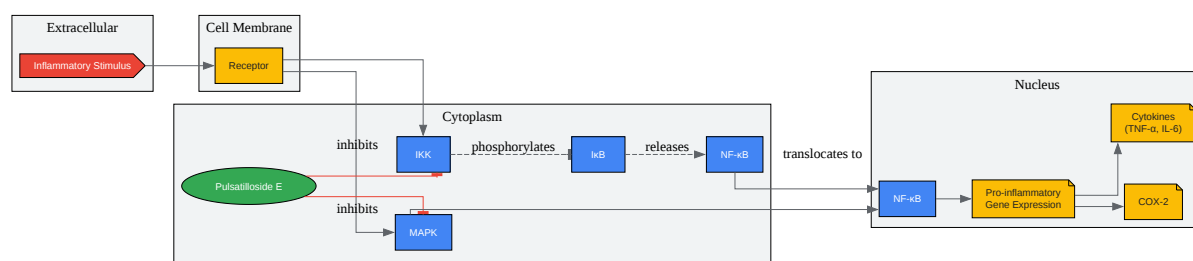 Extracellular
Inflammatory Stimulus
Cell Membrane
Receptor
Cytoplasm
inhibits
IKK
phosphorylates
IκB
releases
NF-κB
translocates to
Pulsatilloside E
inhibits
MAPK
Nucleus
Cytokines
(TNF-α, IL-6)
NF-κB
Pro-inflammatory
Gene Expression
COX-2